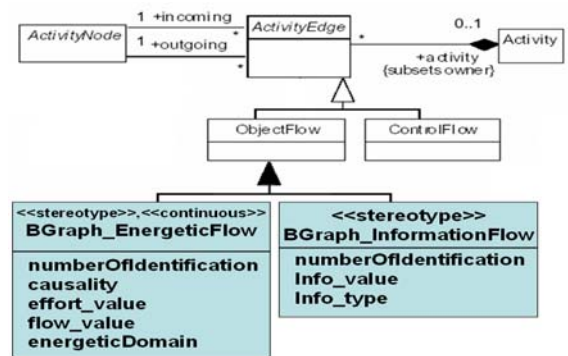 1 +incoming
ActivityEdge
0..1
ActivityNode
*
1 +outgoing
*
*
Activity
+activity
{subsets owner}
ObjectFlow
ControlFlow
<<stereotype>>,<<continuous>>
BGraph_EnergeticFlow
numberOfIdentification
causality
effort_value
flow_value
energeticDomain
<<stereotype>>
BGraph_InformationFlow
numberOfIdentification
Info_value
Info_type